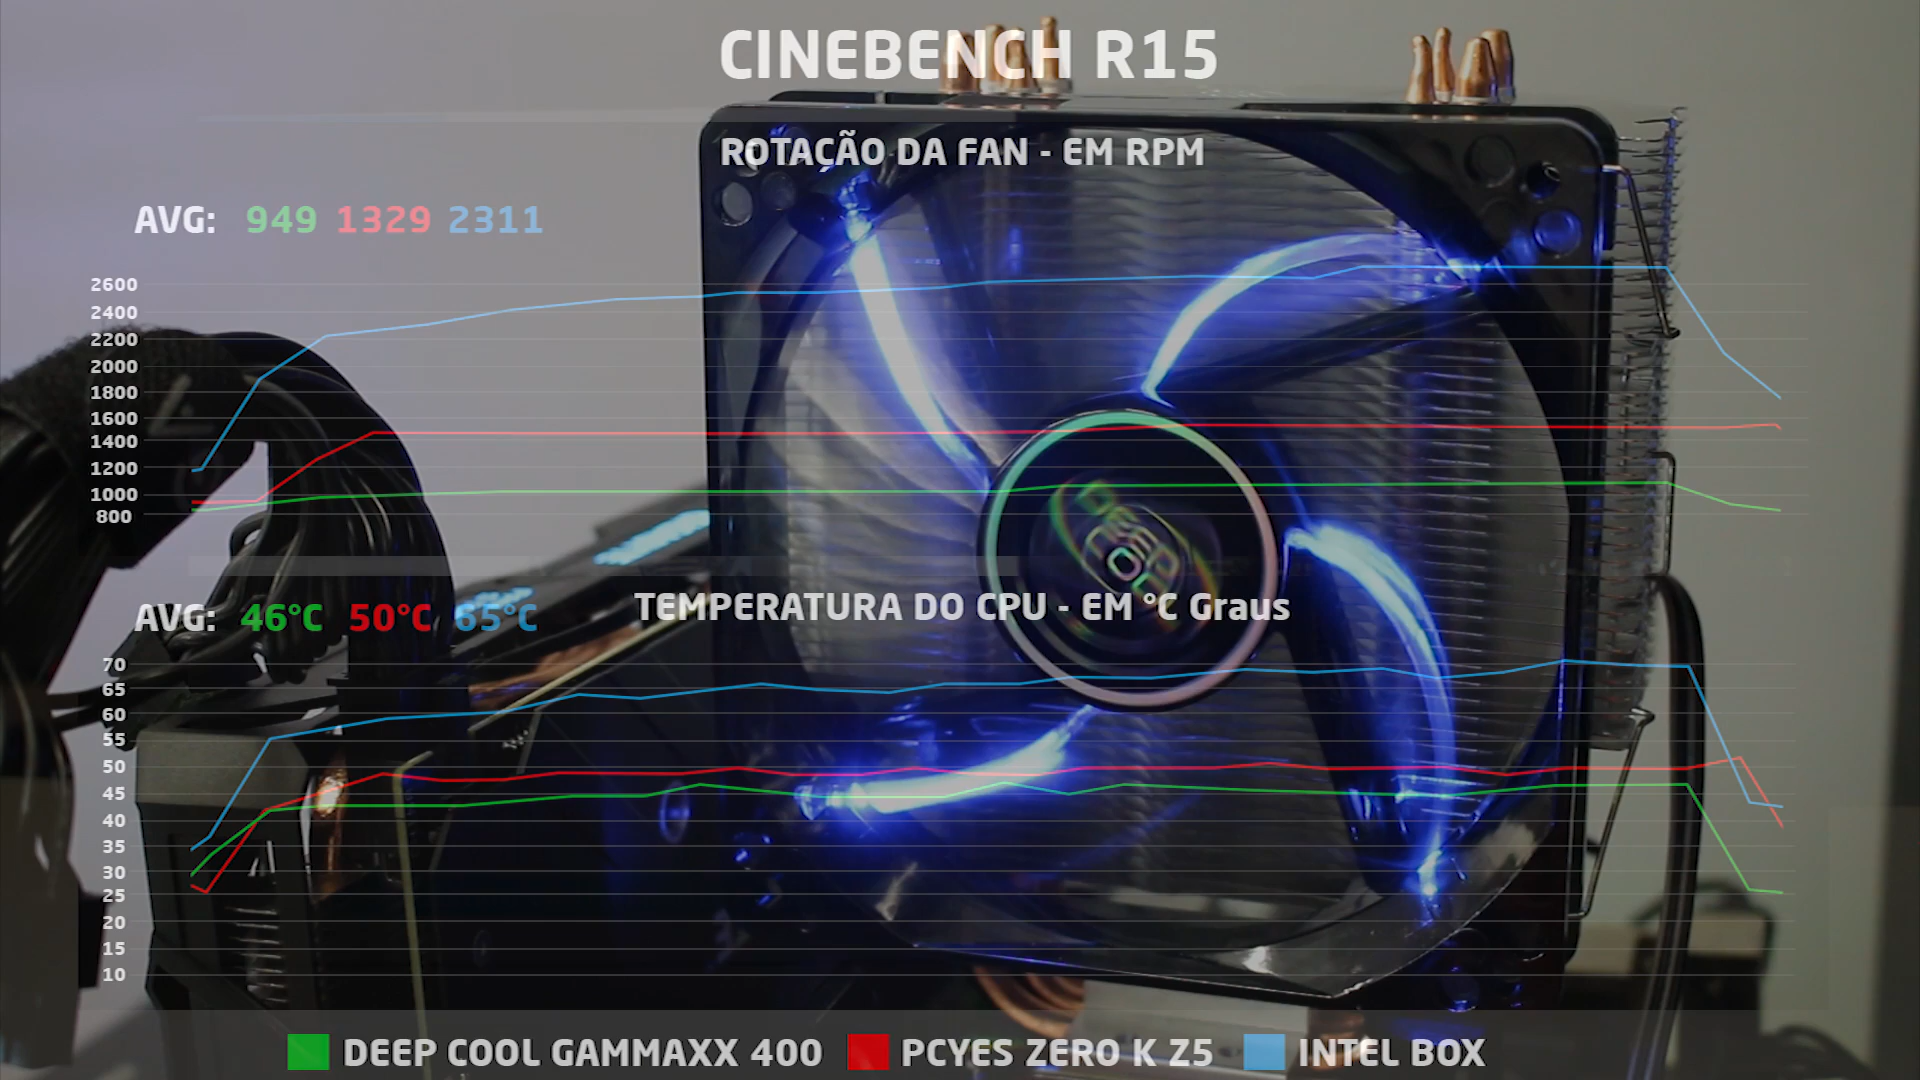 CINEBENCH R15
ROTAÇÃO DA FAN - EM RPM
AVG: 949 1329 2311
2600
2400
2200
2000
1800
1600
1400
1200
1000
800
DEEP
COOL
AVG: 46°C 50°C 65°C
TEMPERATURA DO CPU - EM °C Graus
70
65
60
55
50
45
40
35
30
25
20
15
10
DEEP COOL GAMMAXX 400 PCYES ZERO K Z5 INTEL BOX